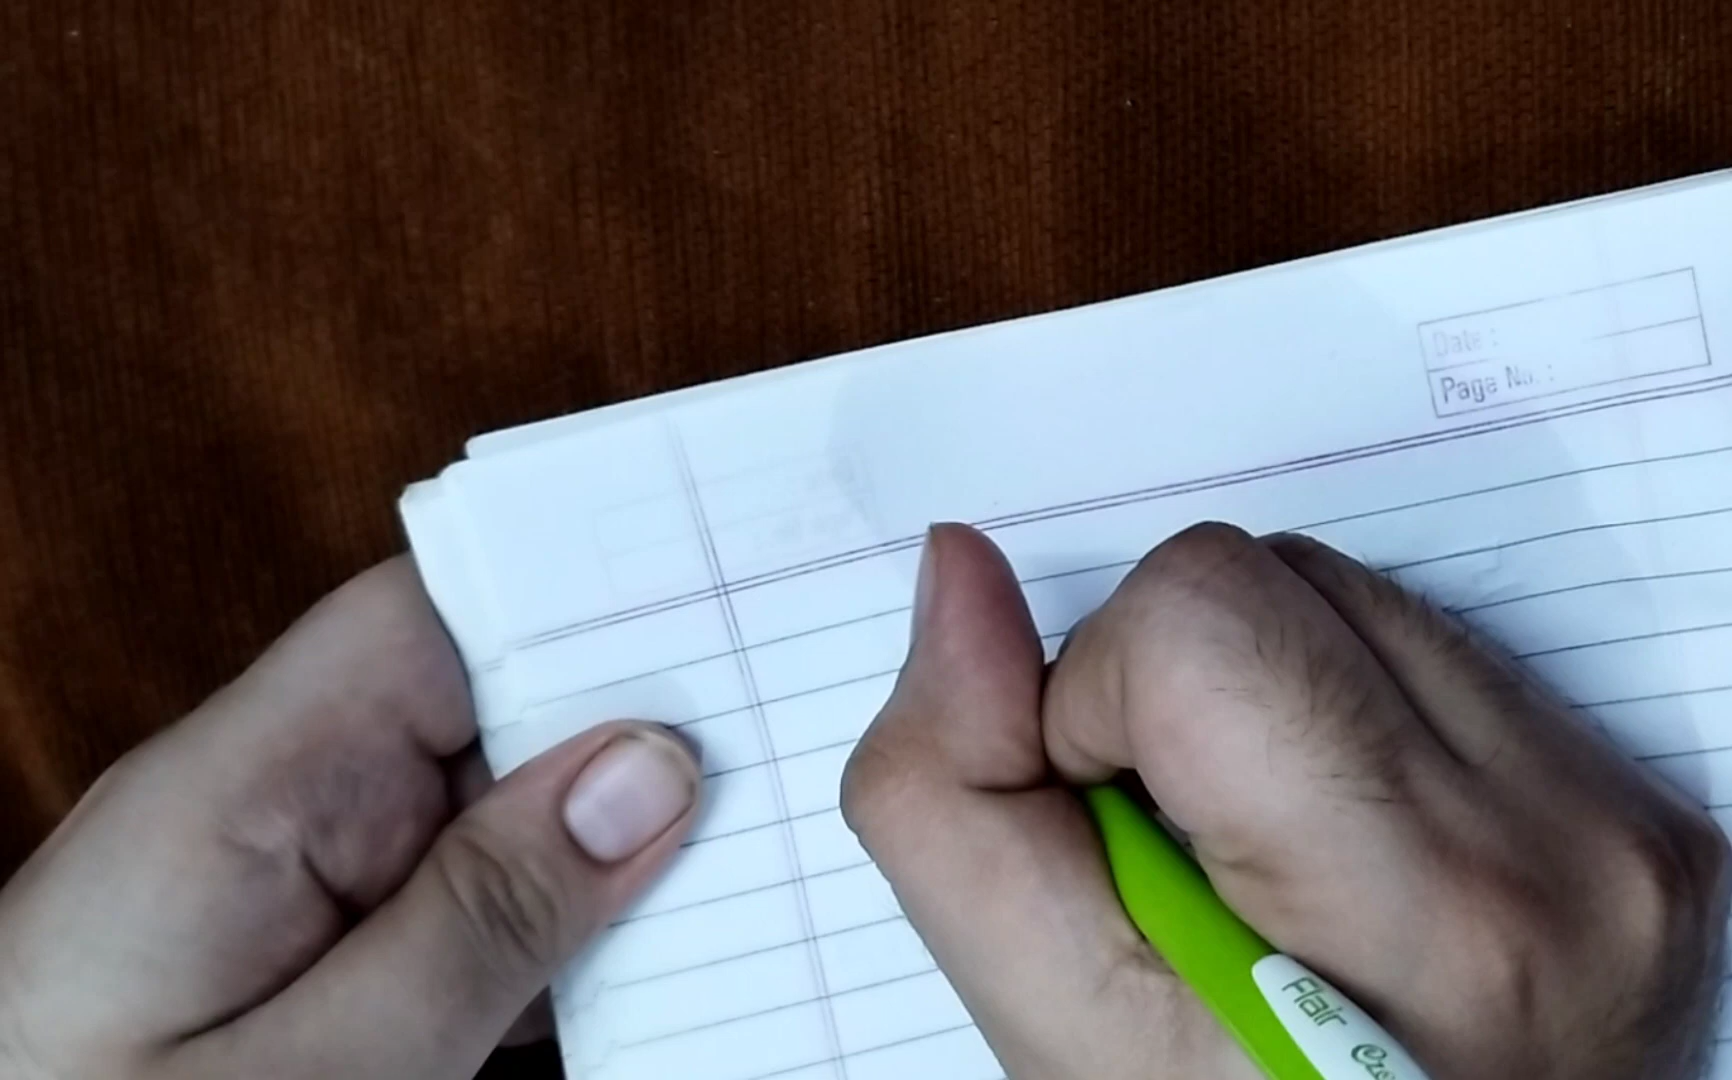 Date :
Page No. :
Flair